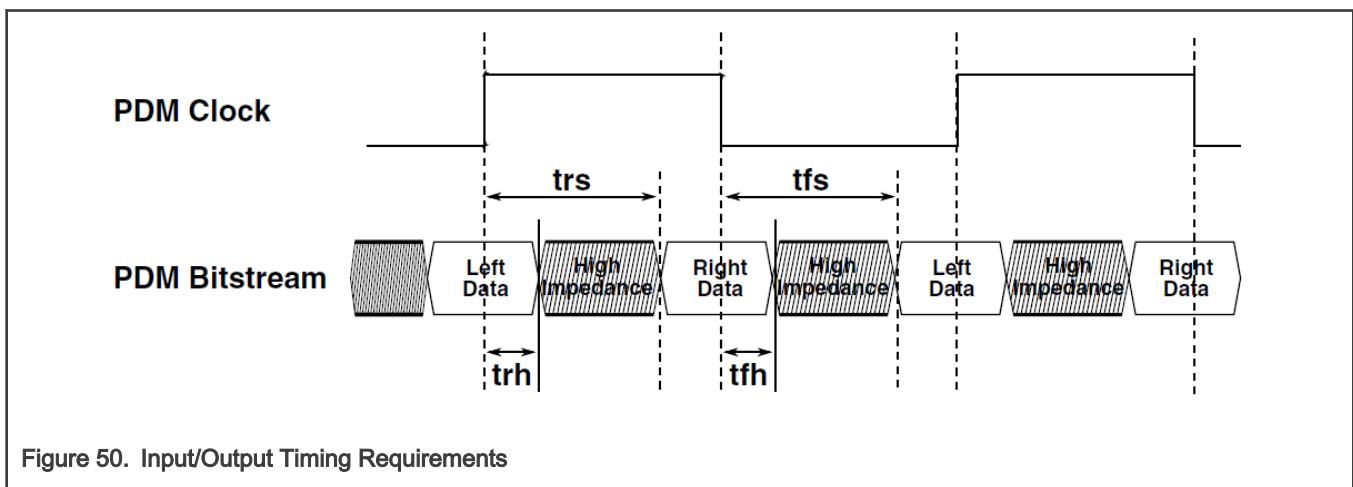 PDM Clock
trs
tfs
PDM Bitstream
Left
Data
High
Impedance
Right
Data
High
Impedance
Left
Data
High
Impedance
Right
Data
trh
tfh
Figure 50. Input/Output Timing Requirements